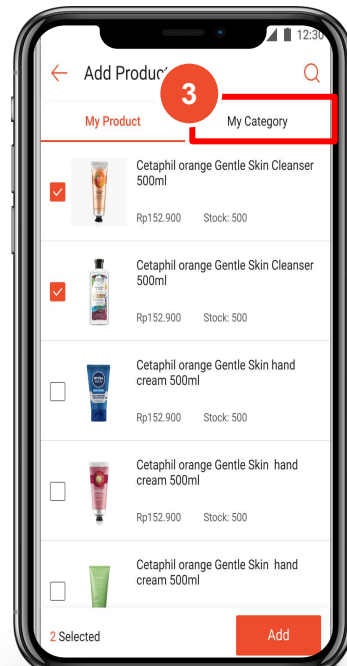 12:30
Add Produc
3
My Product
My Category
Cetaphil orange Gentle Skin Cleanser
500ml
Rp152.900 Stock: 500
Cetaphil orange Gentle Skin Cleanser
500ml
Rp152.900 Stock: 500
NIVEA
Cetaphil orange Gentle Skin hand
cream 500ml
Rp152.900 Stock: 500
Cetaphil orange Gentle Skin hand
cream 500ml
Rp152.900 Stock: 500
Cetaphil orange Gentle Skin hand
cream 500ml
2 Selected
Add